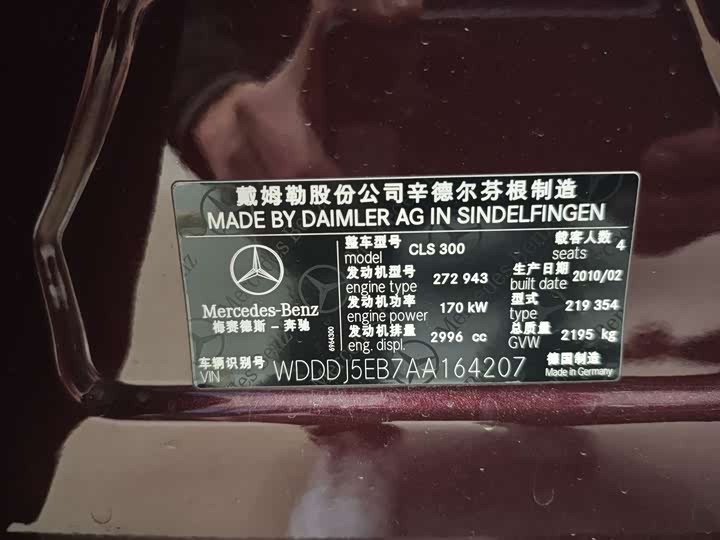 戴姆勒股份公司辛德尔芬根制造
MADE BY DAIMLER AG IN SINDELFINGEN
Mercedes-Benz
梅赛德斯 - 奔驰
6964300
整车型号 CLS 300 载客人数 4
model seats
发动机型号 272 943 生产日期 2010/02
engine type built date
发动机功率 170 kW 型式 219 354
engine power type
发动机排量 2996 cc 总质量 2195 kg
eng. displ. GVW
车辆识别号 WDDDJ5EB7AA164207 德国制造
VIN Made in Germany